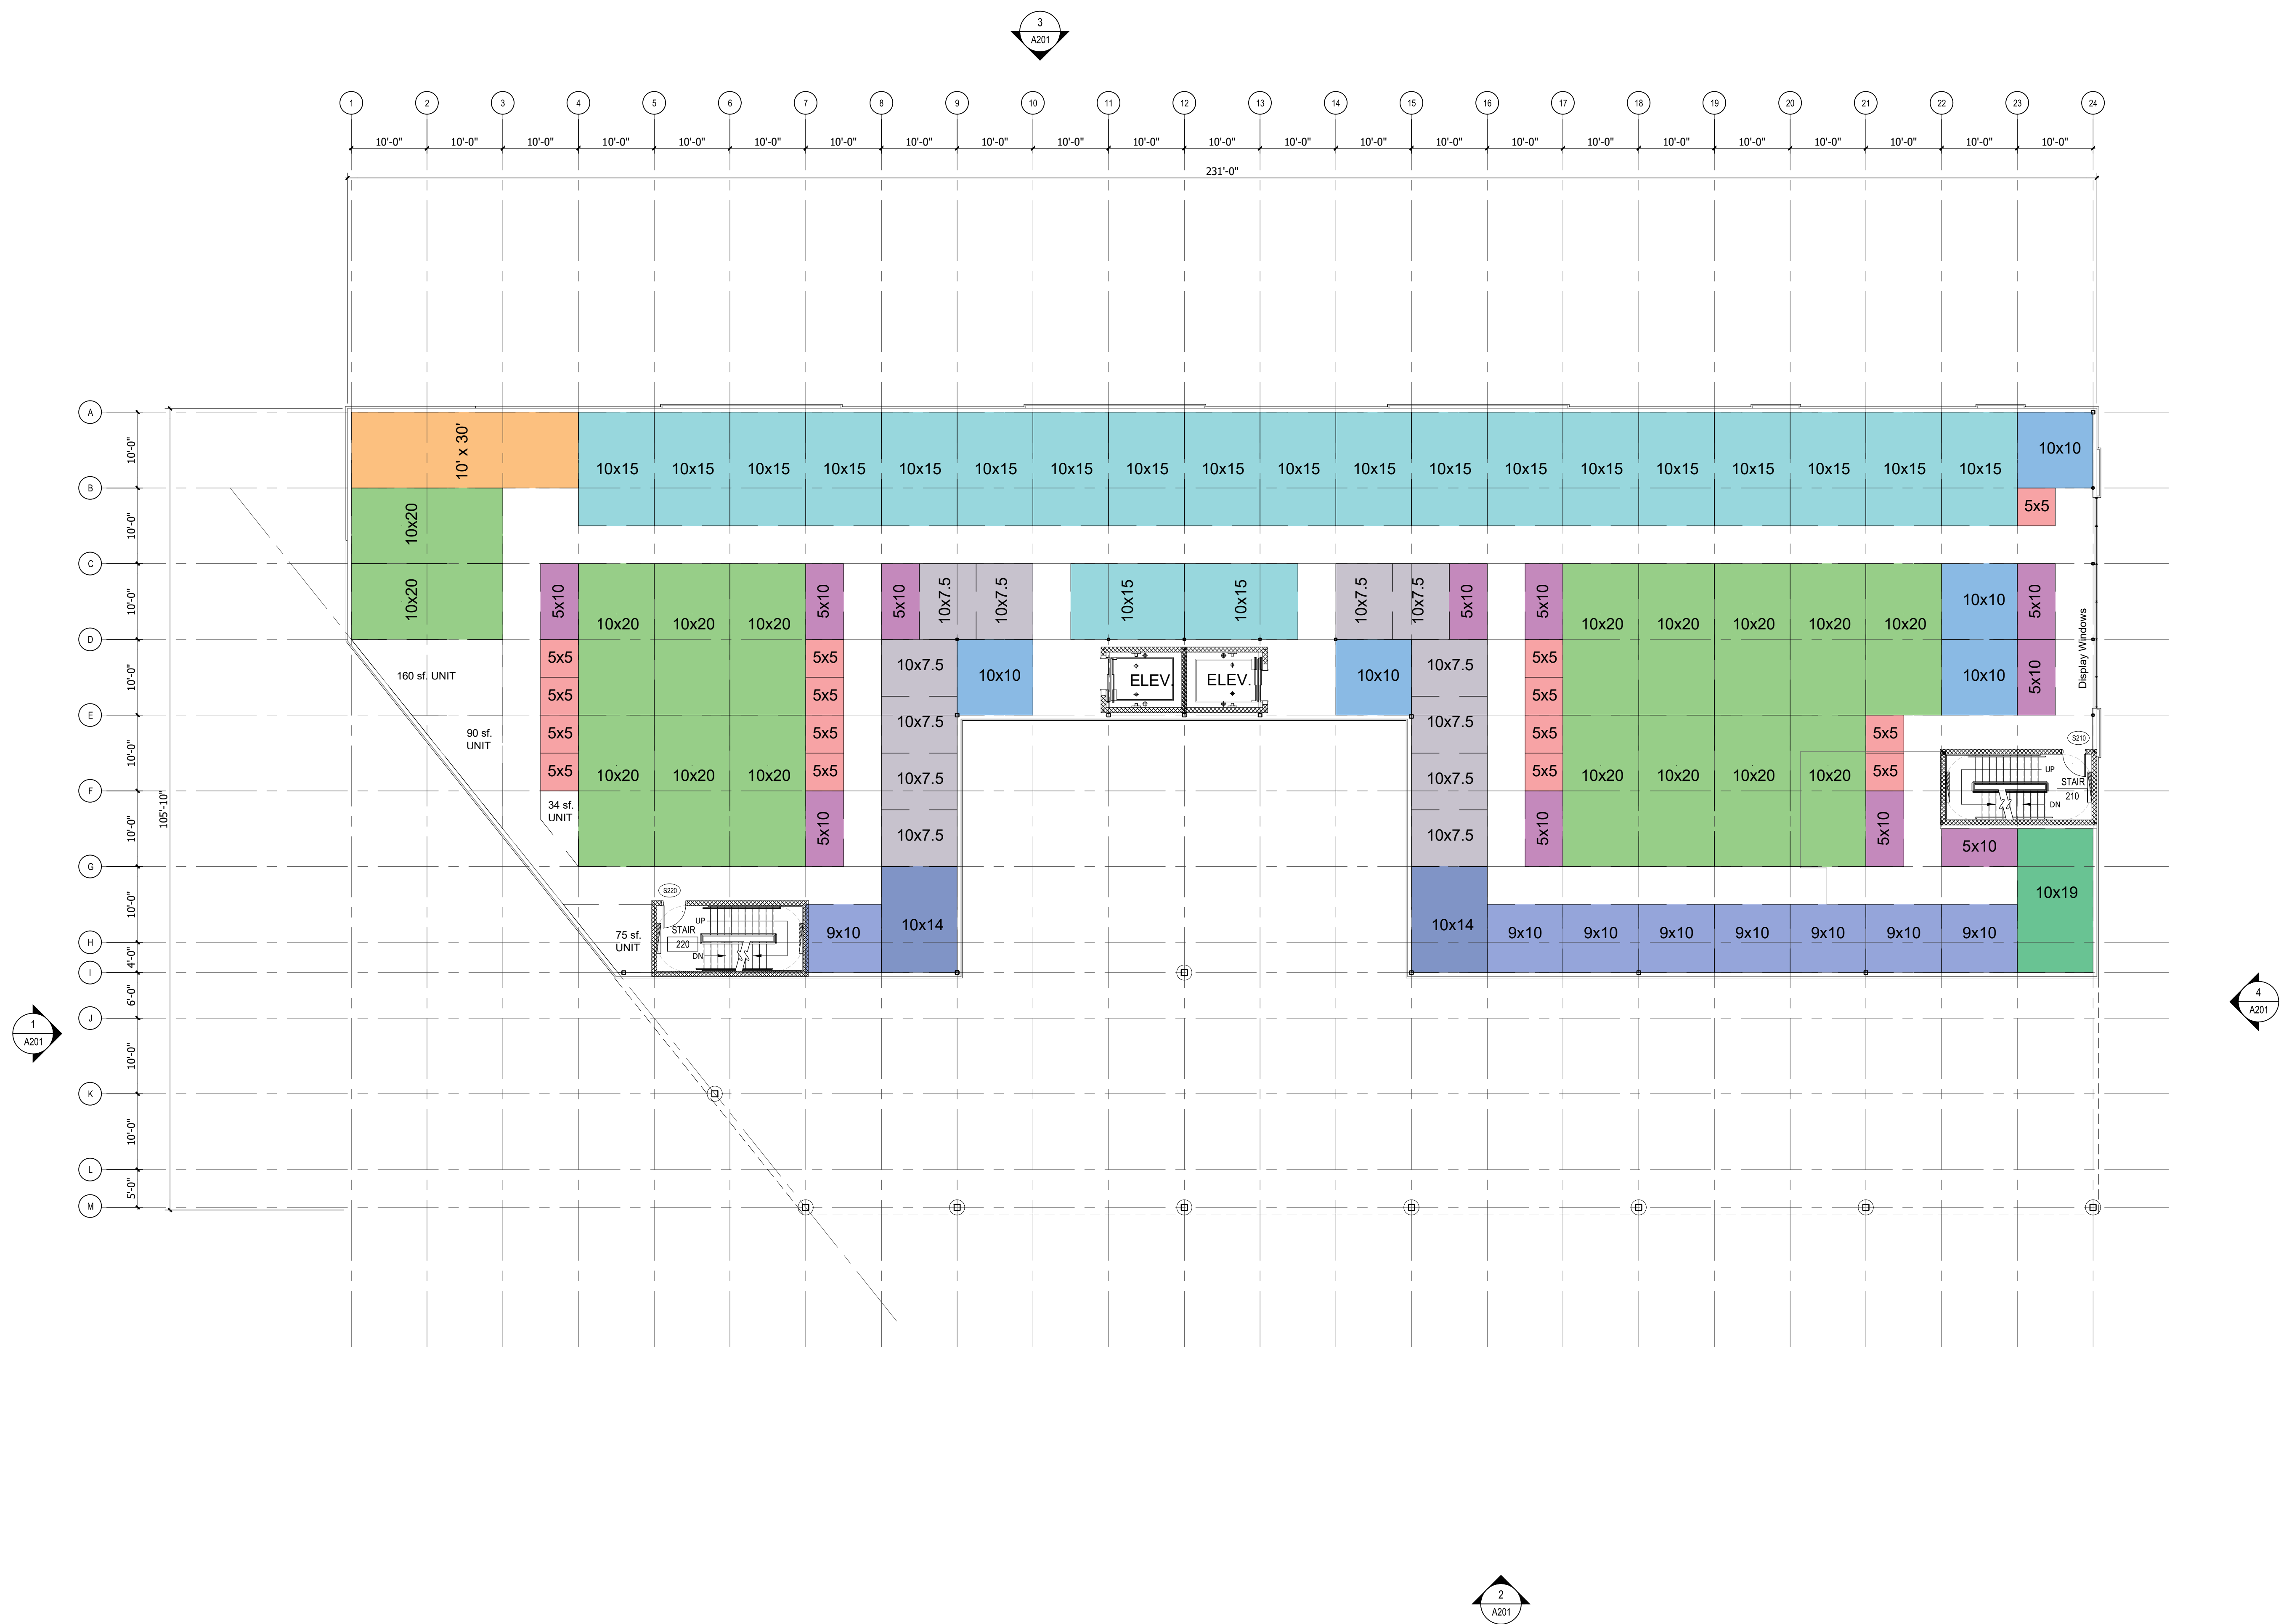 3
A201
1 2 3 4 5 6 7 8 9 10 11 12 13 14 15 16 17 18 19 20 21 22 23 24
10'-0" 10'-0" 10'-0" 10'-0" 10'-0" 10'-0" 10'-0" 10'-0" 10'-0" 10'-0" 10'-0" 10'-0" 10'-0" 10'-0" 10'-0" 10'-0" 10'-0" 10'-0" 10'-0" 10'-0" 10'-0" 10'-0" 10'-0"
231'-0"
A
10'-0"
B
10'-0"
C
10'-0"
D
10'-0"
E
10'-0"
F
10'-0"
G
10'-0"
H
4'-0"
I
6'-0"
J
10'-0"
K
10'-0"
L
5'-0"
M
105'-10"
10' x 30'
10x15 10x15 10x15 10x15 10x15 10x15 10x15 10x15 10x15 10x15 10x15 10x15 10x15 10x15 10x15 10x15 10x15 10x15 10x15
10x10
10x20
5x5
10x20
5x10
10x20 10x20 10x20
5x10
5x10
10x7.5
10x7.5
10x15
10x15
10x7.5
10x7.5
5x10
5x10
10x20 10x20 10x20 10x20 10x20
10x10
5x10
Display Windows
160 sf. UNIT
5x5
5x5
10x7.5
10x10
ELEV.
ELEV.
10x10
10x7.5
5x5
10x10
5x10
5x5
5x5
5x5
90 sf.
UNIT
5x5
5x5
10x7.5
10x7.5
5x5
5x5
S210
5x5
10x20 10x20 10x20
5x5
10x7.5
10x7.5
5x5
10x20 10x20 10x20 10x20
5x5
UP
STAIR
210
DN
34 sf.
UNIT
5x10
10x7.5
10x7.5
5x10
5x10
5x10
S220
10x19
UP
STAIR
220
DN
75 sf.
UNIT
9x10
10x14
10x14
9x10 9x10 9x10 9x10 9x10 9x10 9x10
1
A201
4
A201
2
A201